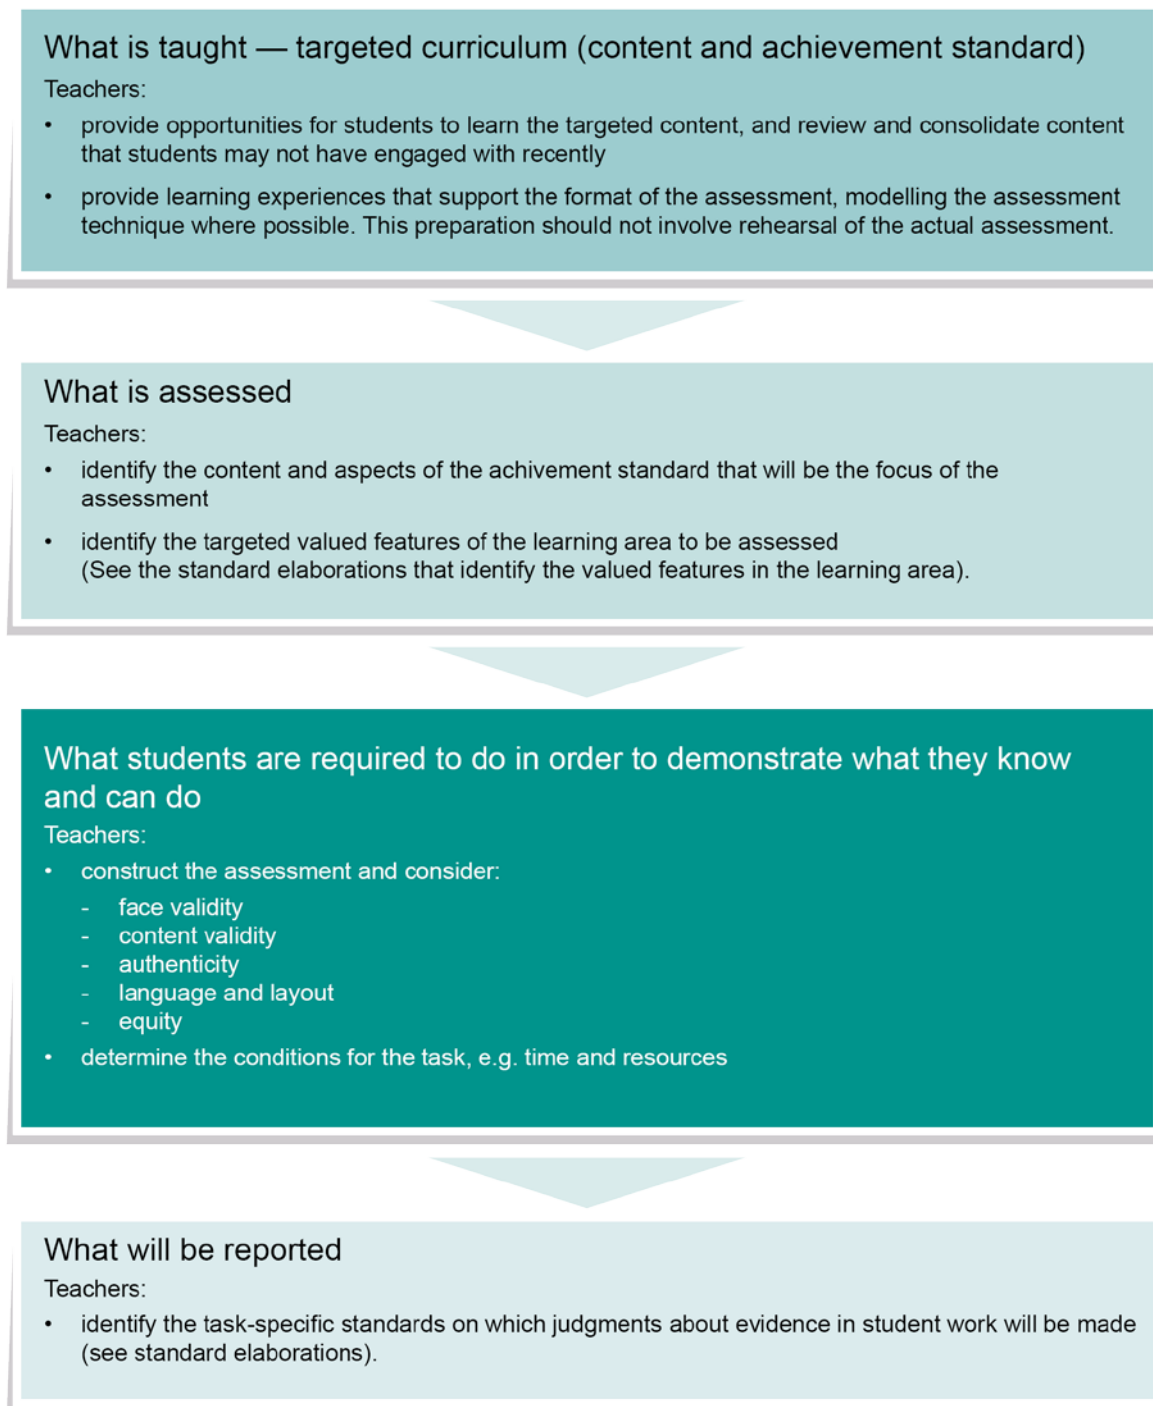 What is taught — targeted curriculum (content and achievement standard)
Teachers:
• provide opportunities for students to learn the targeted content, and review and consolidate content
that students may not have engaged with recently
• provide learning experiences that support the format of the assessment, modelling the assessment
technique where possible. This preparation should not involve rehearsal of the actual assessment.
What is assessed
Teachers:
• identify the content and aspects of the achivement standard that will be the focus of the
assessment
• identify the targeted valued features of the learning area to be assessed
(See the standard elaborations that identify the valued features in the learning area).
What students are required to do in order to demonstrate what they know
and can do
Teachers:
• construct the assessment and consider:
- face validity
- content validity
- authenticity
- language and layout
- equity
• determine the conditions for the task, e.g. time and resources
What will be reported
Teachers:
• identify the task-specific standards on which judgments about evidence in student work will be made
(see standard elaborations).